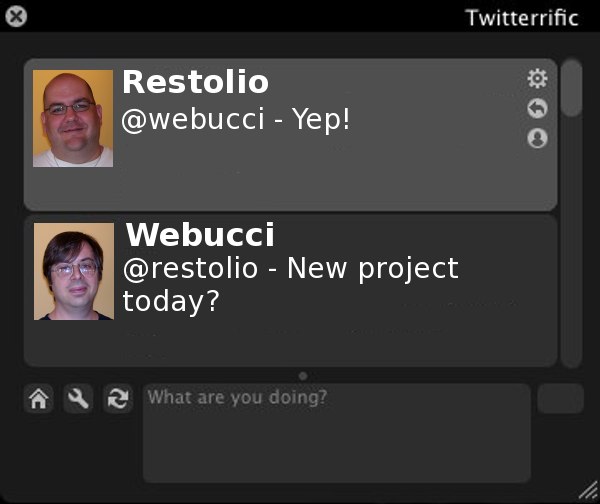 Twitterrific
Restolio
@webucci - Yep!
Webucci
@restolio - New project
today?
What are you doing?